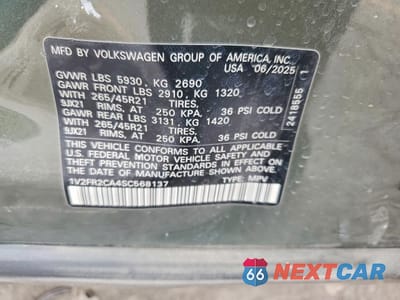 MFD BY VOLKSWAGEN GROUP OF AMERICA, INC.
USA 06/2025
GVWR LBS 5930, KG 2690
GAWR FRONT LBS 2910, KG 1320
WITH 265/45R21 TIRES.
9JX21 RIMS, AT 250 KPA. 36 PSI COLD
GAWR REAR LBS 3131, KG 1420
WITH 265/45R21 TIRES.
9JX21 RIMS, AT 250 KPA. 36 PSI COLD
THIS VEHICLE CONFORMS TO ALL APPLICABLE U.S.
FEDERAL MOTOR VEHICLE SAFETY, BUMPER, AND
THEFT PREVENTION STANDARDS IN EFFECT ON
THE DATE OF MANUFACTURE SHOWN ABOVE
1V2FR2CA4SC568137 TYPE: MPV
2418555 1
66 NEXTCAR